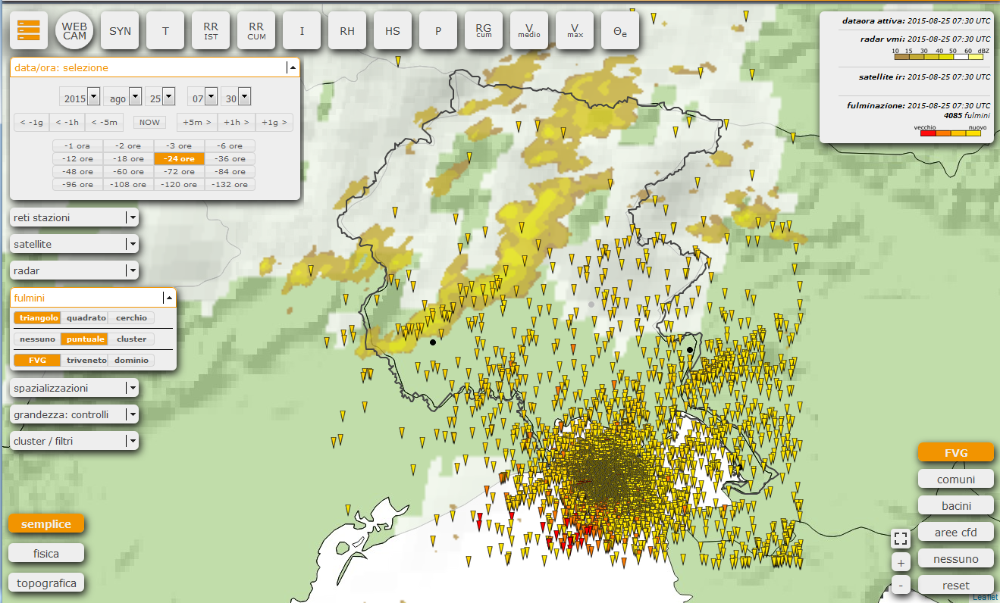 WEB
CAM
SYN
T
RR
IST
RR
CUM
I
RH
HS
P
RG
cum
V
medio
V
max
Θe
data/ora: selezione
2015 ago 25 07 30
< -1g < -1h < -5m NOW +5m > +1h > +1g >
-1 ora -2 ore -3 ore -6 ore
-12 ore -18 ore -24 ore -36 ore
-48 ore -60 ore -72 ore -84 ore
-96 ore -108 ore -120 ore -132 ore
reti stazioni
satellite
radar
fulmini
triangolo quadrato cerchio
nessuno puntuale cluster
FVG triveneto dominio
spazializzazioni
grandezza: controlli
cluster / filtri
semplice
fisica
topografica
dataora attiva: 2015-08-25 07:30 UTC
radar vmi: 2015-08-25 07:30 UTC
10 15 30 40 50 60 dBZ
satellite ir: 2015-08-25 07:30 UTC
fulminazione: 2015-08-25 07:30 UTC
4085 fulmini
vecchio nuovo
FVG
comuni
bacini
aree cfd
nessuno
reset
+
-
Leaflet